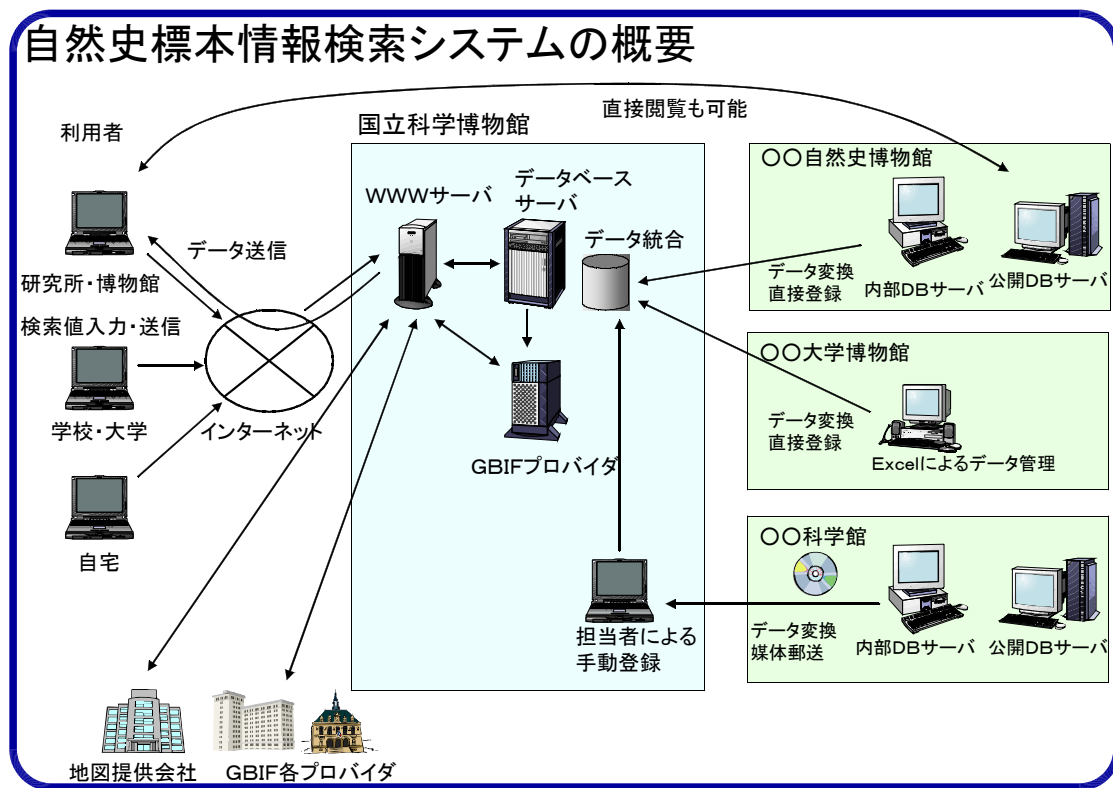 自然史標本情報検索システムの概要
直接閲覧も可能
利用者
研究所・博物館
データ送信
検索値入力・送信
学校・大学
インターネット
自宅
国立科学博物館
WWWサーバ
データベース
サーバ
データ統合
GBIFプロバイダ
担当者による
手動登録
〇〇自然史博物館
データ変換
直接登録
内部DBサーバ
公開DBサーバ
〇〇大学博物館
データ変換
直接登録
Excelによるデータ管理
〇〇科学館
データ変換
媒体郵送
内部DBサーバ
公開DBサーバ
地図提供会社
GBIF各プロバイダ